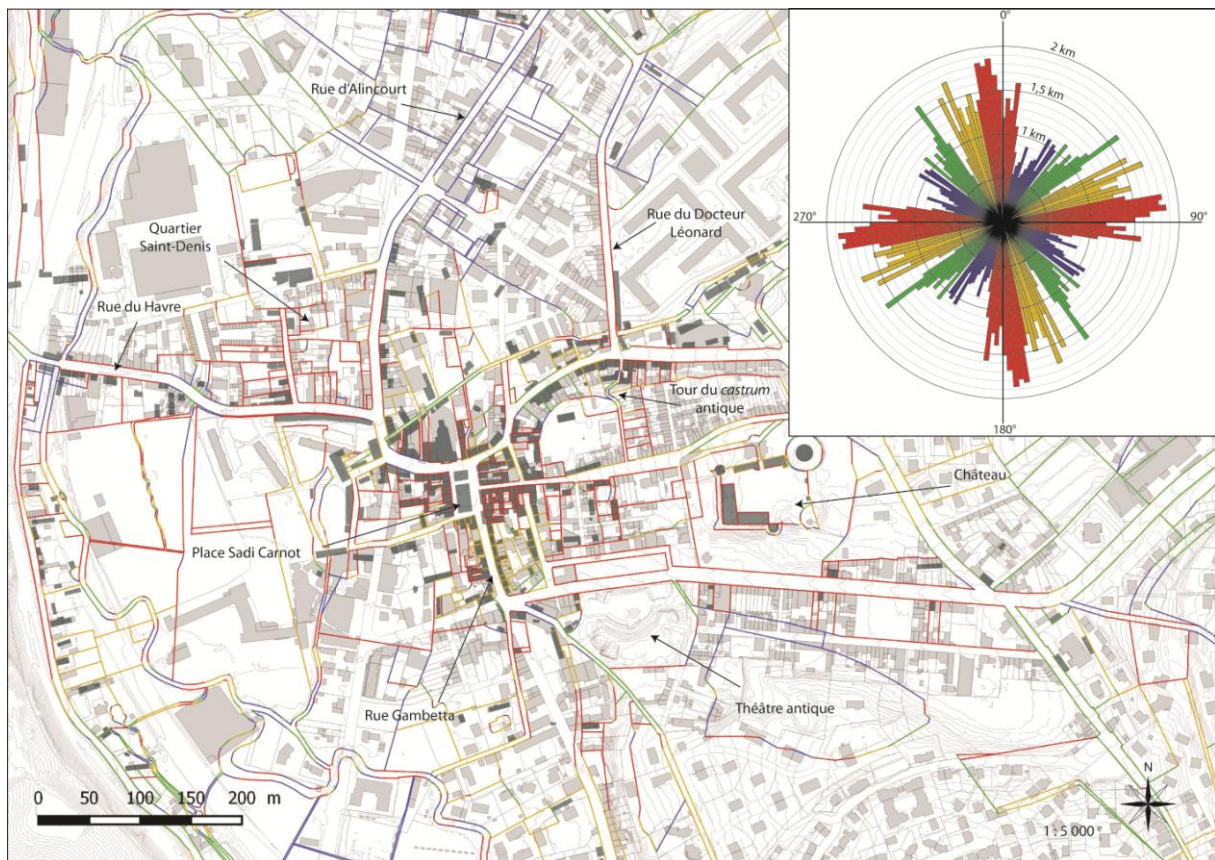 0°
2 km
1,5 km
1 km
270°
90°
180°
Rue d'Alincourt
Quartier
Saint-Denis
Rue du Docteur
Léonard
Rue du Havre
Tour du castrum
antique
Château
Place Sadi Carnot
Rue Gambetta
Théâtre antique
0 50 100 150 200 m
N
1 : 5 000 e